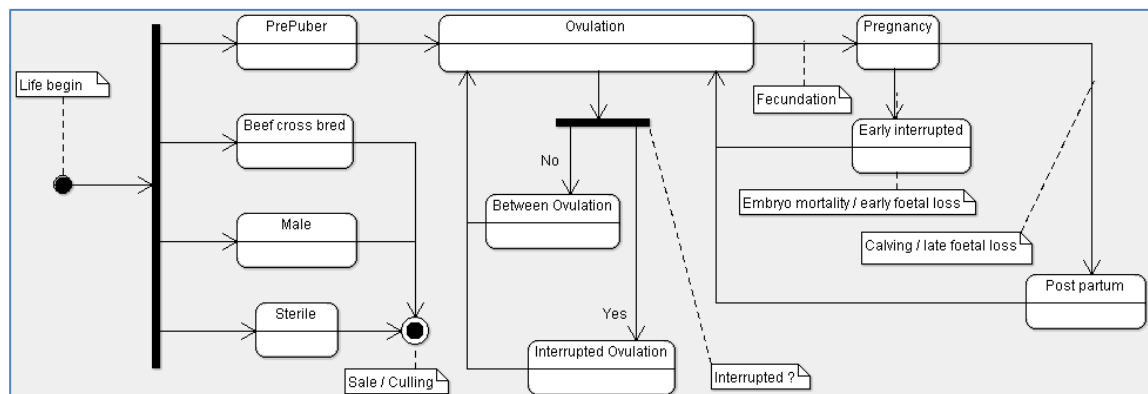 PrePuber
Ovulation
Pregnancy
Life begin
Fecundation
Beef cross bred
Early interrupted
No
Between Ovulation
Embryo mortality / early foetal loss
Male
Calving / late foetal loss
Post partum
Sterile
Yes
Interrupted Ovulation
Sale / Culling
Interrupted ?